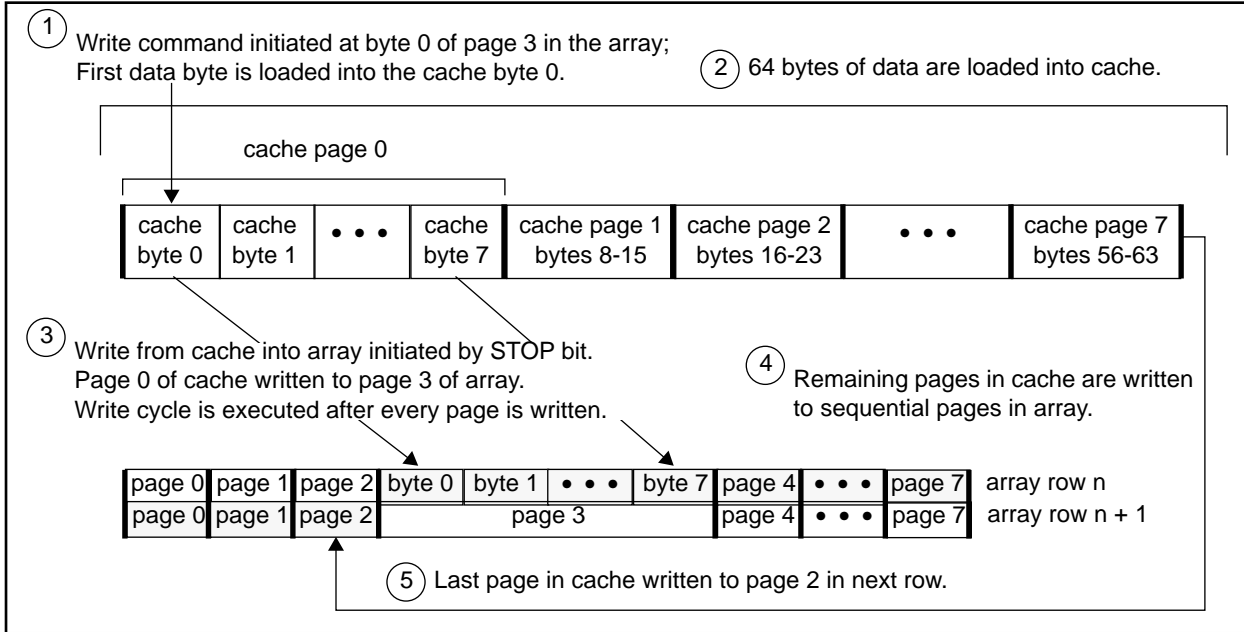 1
Write command initiated at byte 0 of page 3 in the array;
First data byte is loaded into the cache byte 0.
2 64 bytes of data are loaded into cache.
cache page 0
cache byte 0 cache byte 1 • • • cache byte 7 cache page 1 bytes 8-15 cache page 2 bytes 16-23 • • • cache page 7 bytes 56-63
3
Write from cache into array initiated by STOP bit.
Page 0 of cache written to page 3 of array.
Write cycle is executed after every page is written.
4
Remaining pages in cache are written
to sequential pages in array.
page 0 page 1 page 2 byte 0 byte 1 • • • byte 7 page 4 • • • page 7 array row n
page 0 page 1 page 2 page 3 page 4 • • • page 7 array row n + 1
5 Last page in cache written to page 2 in next row.